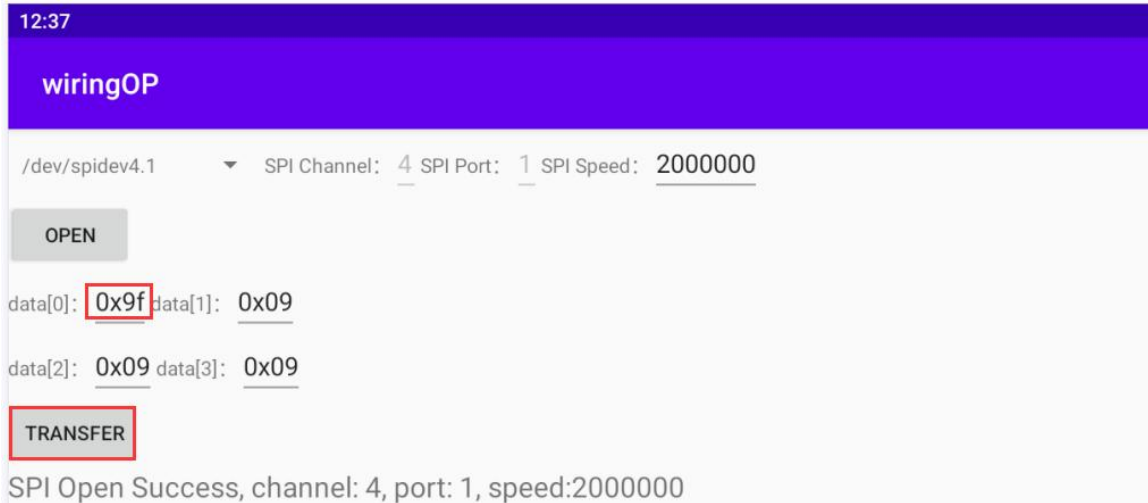 12:37
wiringOP
/dev/spidev4.1 SPI Channel: 4 SPI Port: 1 SPI Speed: 2000000
OPEN
data[0]: 0x9f data[1]: 0x09
data[2]: 0x09 data[3]: 0x09
TRANSFER
SPI Open Success, channel: 4, port: 1, speed:2000000